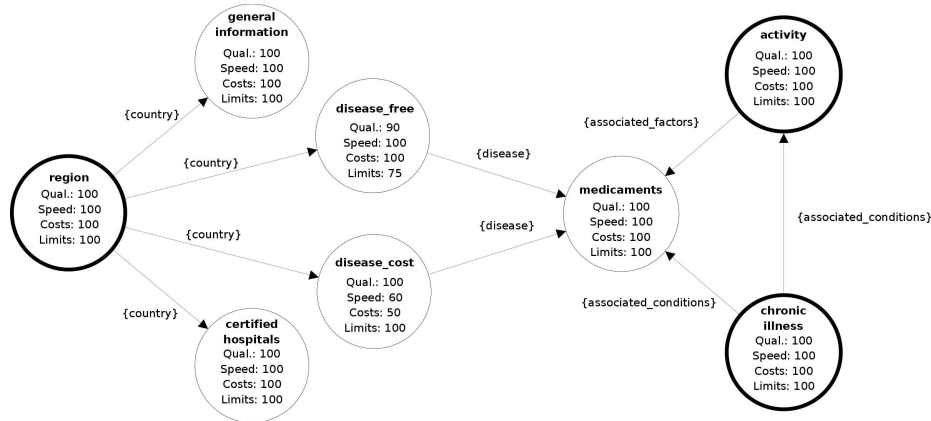 general
information
Qual.: 100
Speed: 100
Costs: 100
Limits: 100
activity
Qual.: 100
Speed: 100
Costs: 100
Limits: 100
{country}
disease_free
Qual.: 90
Speed: 100
Costs: 100
Limits: 75
{associated_factors}
{country}
{disease}
region
Qual.: 100
Speed: 100
Costs: 100
Limits: 100
medicaments
Qual.: 100
Speed: 100
Costs: 100
Limits: 100
{associated_conditions}
{country}
{disease}
disease_cost
Qual.: 100
Speed: 60
Costs: 50
Limits: 100
{country}
{associated_conditions}
certified
hospitals
Qual.: 100
Speed: 100
Costs: 100
Limits: 100
chronic
illness
Qual.: 100
Speed: 100
Costs: 100
Limits: 100